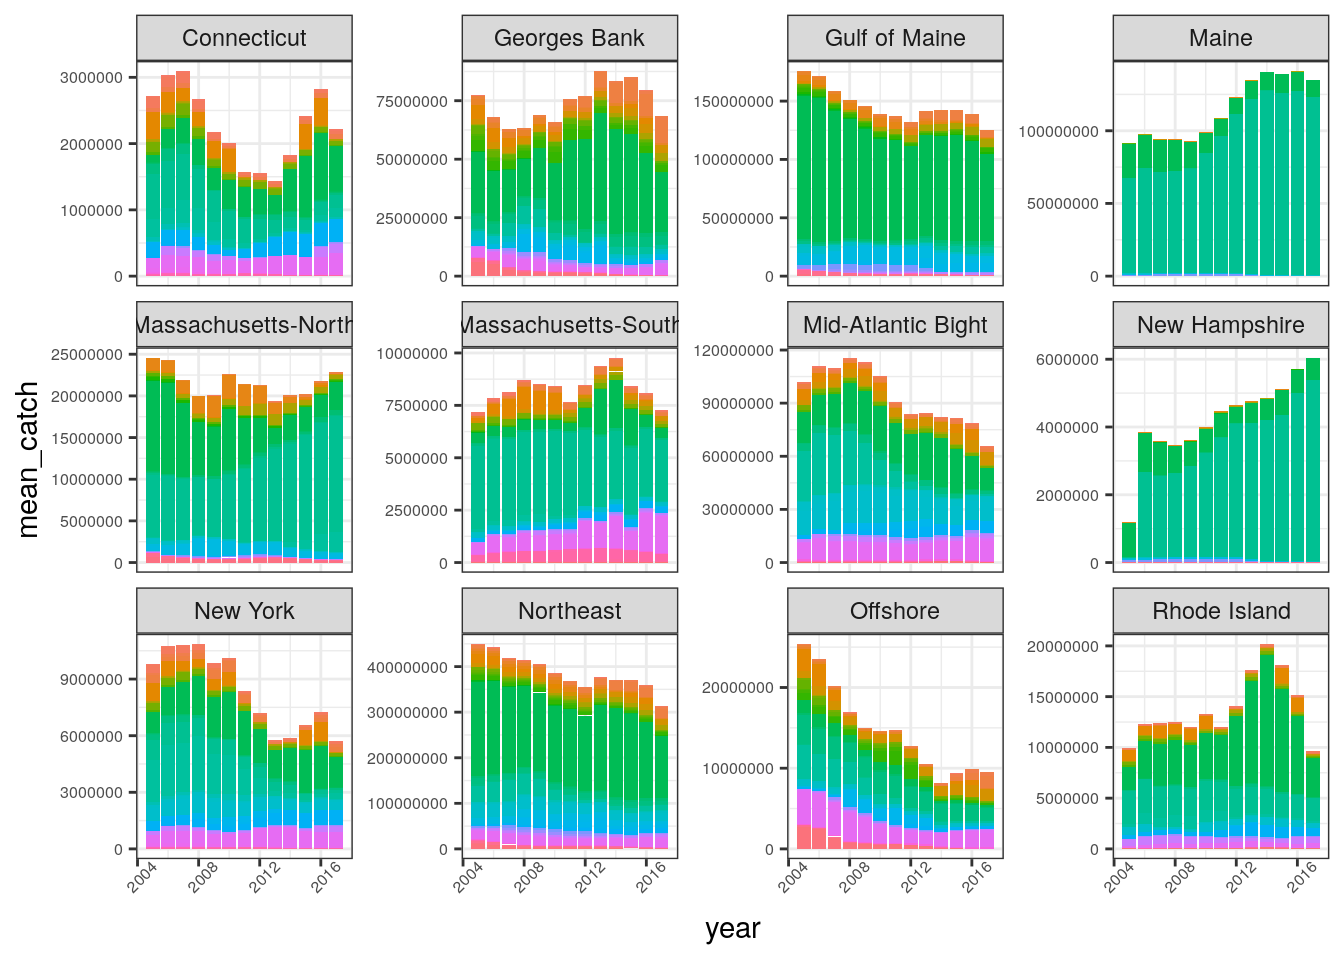 Connecticut
Georges Bank
Gulf of Maine
Maine
3000000
2000000
1000000
0
75000000
50000000
25000000
0
150000000
100000000
50000000
0
100000000
50000000
0
Massachusetts-North
Massachusetts-South
Mid-Atlantic Bight
New Hampshire
25000000
20000000
15000000
10000000
5000000
0
10000000
7500000
5000000
2500000
0
120000000
90000000
60000000
30000000
0
6000000
4000000
2000000
0
mean_catch
New York
Northeast
Offshore
Rhode Island
9000000
6000000
3000000
0
400000000
300000000
200000000
100000000
0
20000000
10000000
0
20000000
15000000
10000000
5000000
0
2004 2008 2012 2016
2004 2008 2012 2016
2004 2008 2012 2016
2004 2008 2012 2016
year